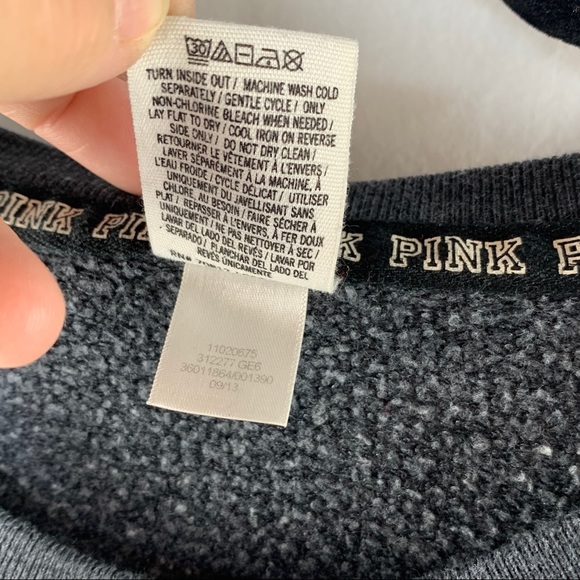 30
TURN INSIDE OUT / MACHINE WASH COLD
SEPARATELY / GENTLE CYCLE / ONLY
NON-CHLORINE BLEACH WHEN NEEDED /
LAY FLAT TO DRY / COOL IRON ON REVERSE
SIDE ONLY / DO NOT DRY CLEAN /
RETOURNER LE VÊTEMENT À L'ENVERS /
LAVER SÉPARÉMENT À LA MACHINE, À
L'EAU FROIDE / CYCLE DÉLICAT / UTILISER
UNIQUEMENT DU JAVELLISANT SANS
CHLORE AU BESOIN / FAIRE SÉCHER À
PLAT / REPASSER À L'ENVERS À FER DOUX
UNIQUEMENT / NE PAS NETTOYER À SEC /
SEPARADO / PLANCHAR DEL LADO DEL
LAVAR DEL LADO DEL REVÉS / LAVAR POR
REVÉS ÚNICAMENTE
PINK PINK PINK
11020675
312277 GE6
36011864/001390
09/13